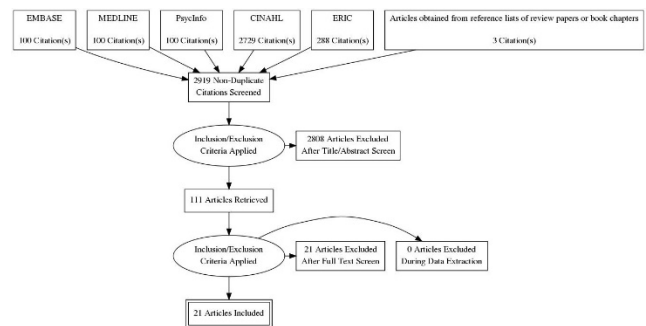 EMBASE
100 Citation(s)
MEDLINE
100 Citation(s)
PsycInfo
100 Citation(s)
CINAHL
2729 Citation(s)
ERIC
288 Citation(s)
Articles obtained from reference lists of review papers or book chapters
3 Citation(s)
2919 Non-Duplicate
Citations Screened
Inclusion/Exclusion
Criteria Applied
2808 Articles Excluded
After Title/Abstract Screen
111 Articles Retrieved
Inclusion/Exclusion
Criteria Applied
21 Articles Excluded
After Full Text Screen
0 Articles Excluded
During Data Extraction
21 Articles Included